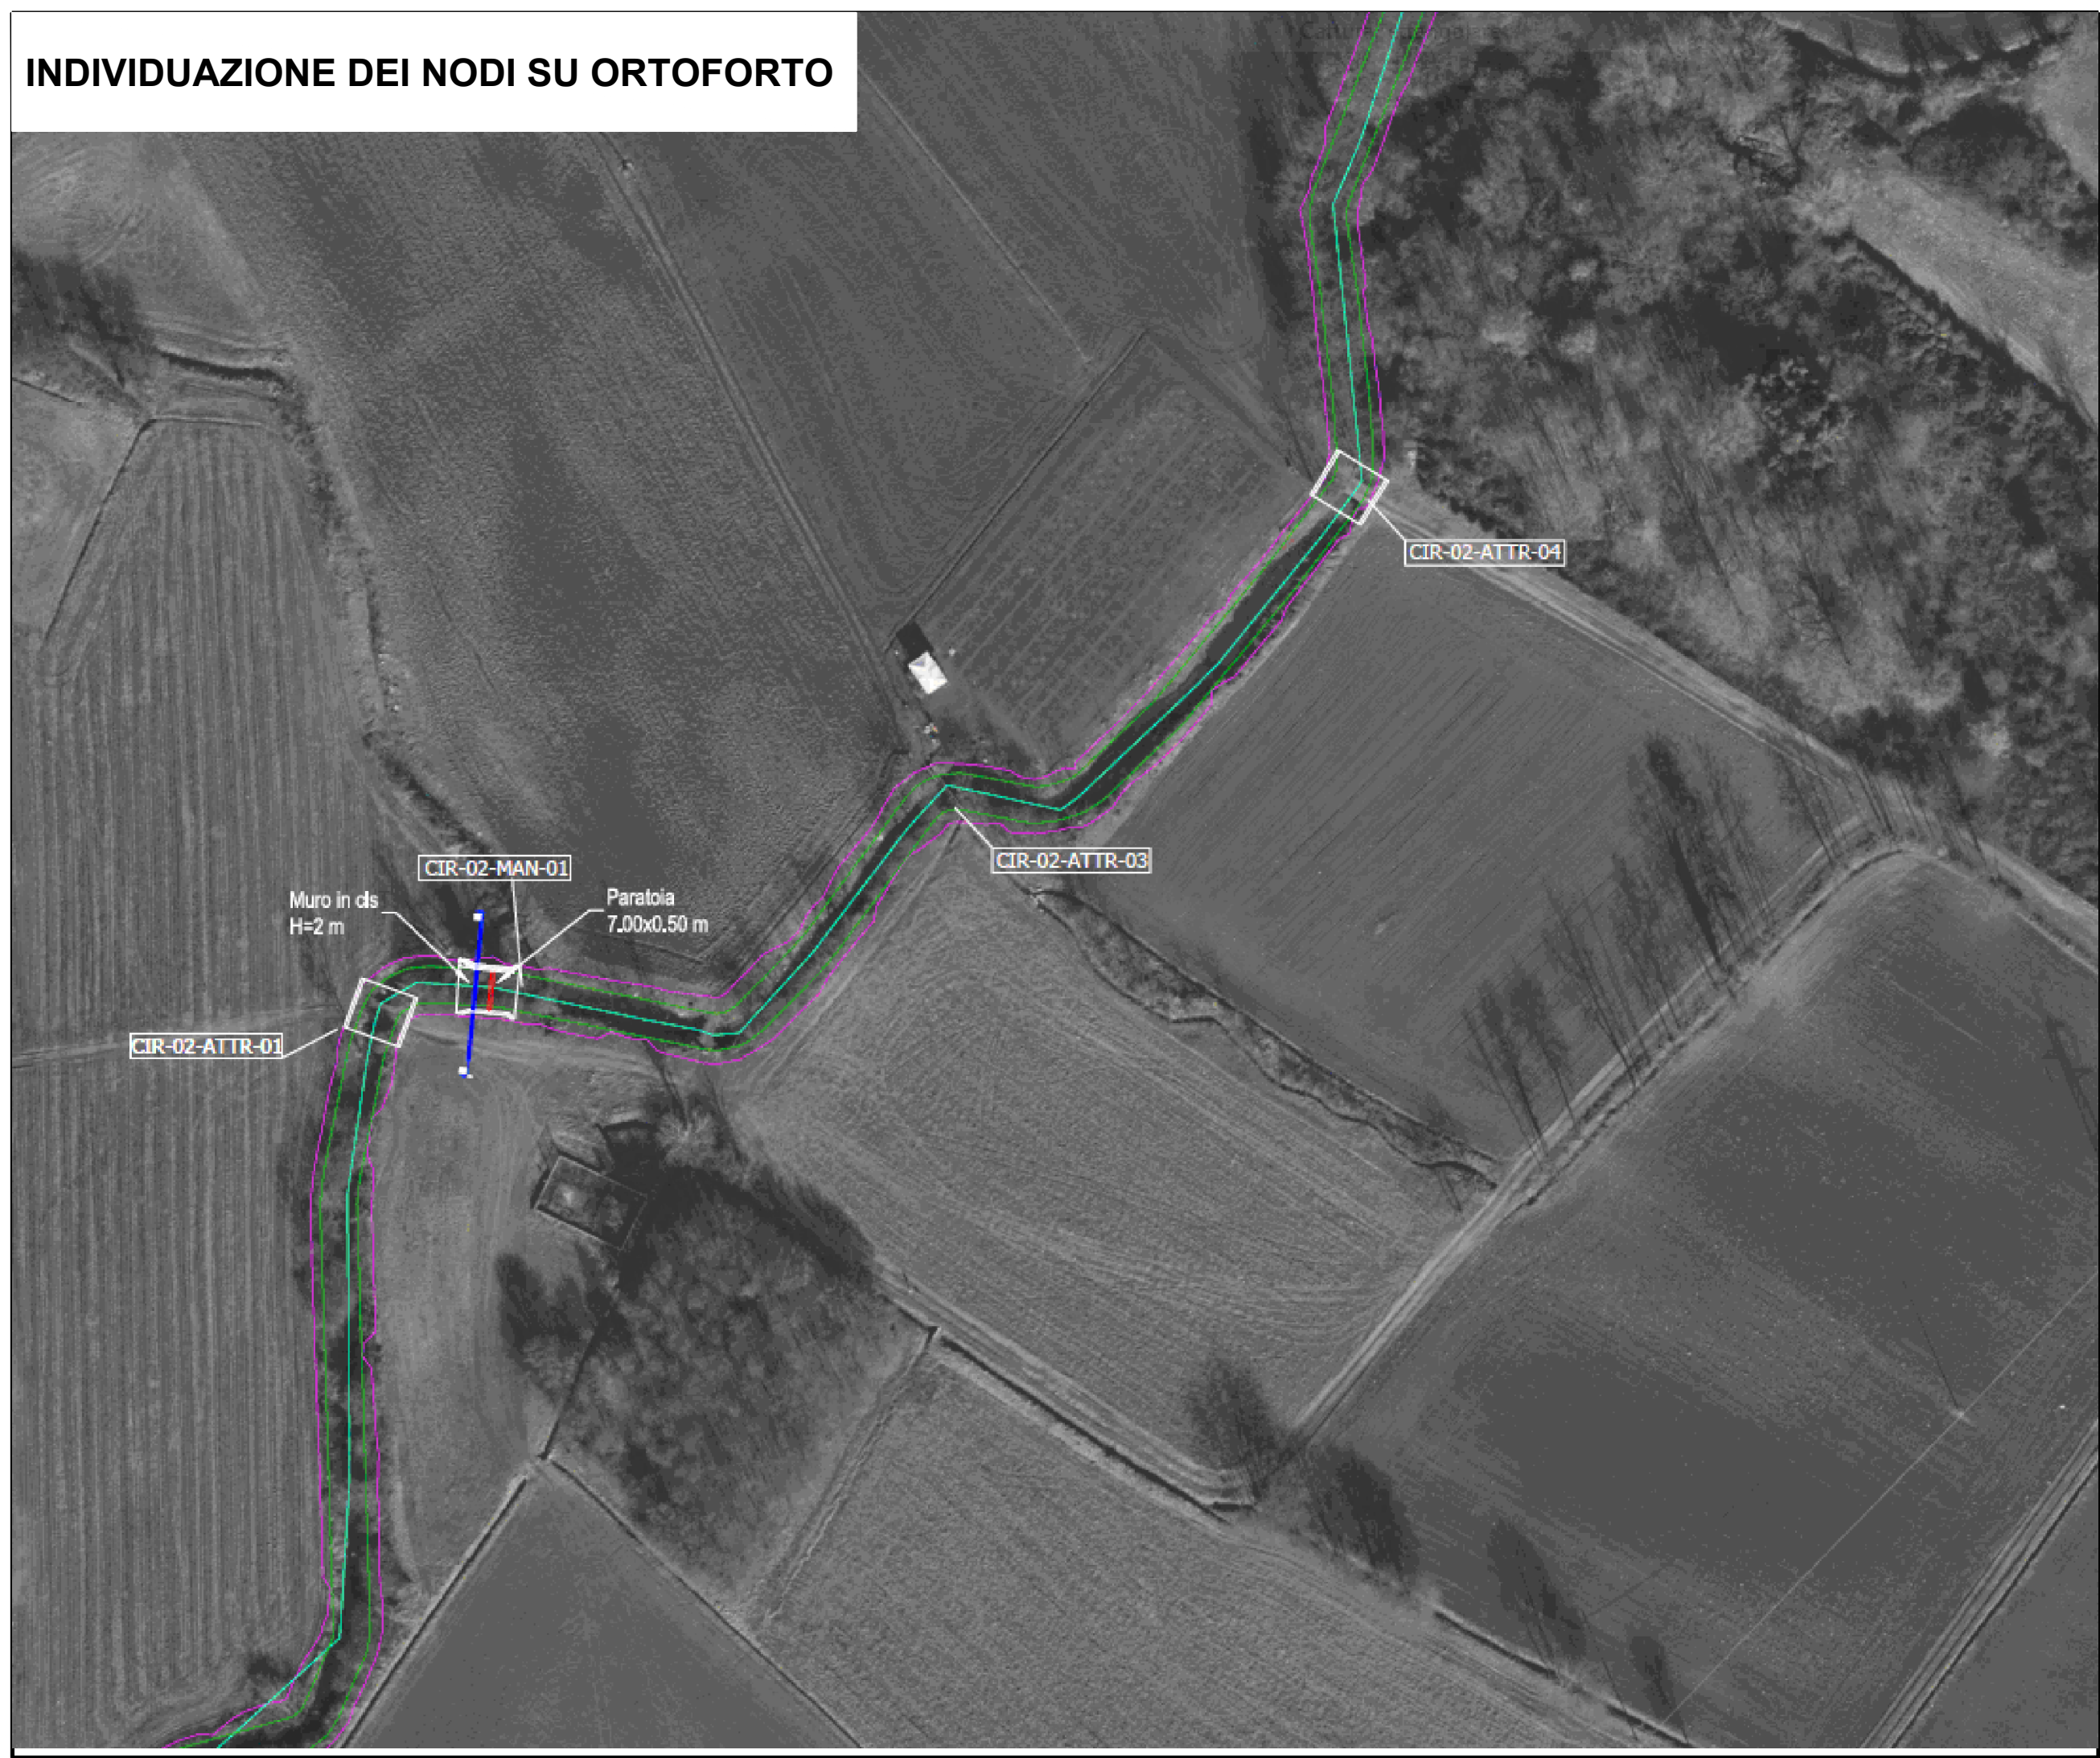 INDIVIDUAZIONE DEI NODI SU ORTOFORTO
CIR-02-ATTR-04
CIR-02-ATTR-03
CIR-02-MAN-01
Muro in cls
H=2 m
Paratoia
7.00x0.50 m
CIR-02-ATTR-01